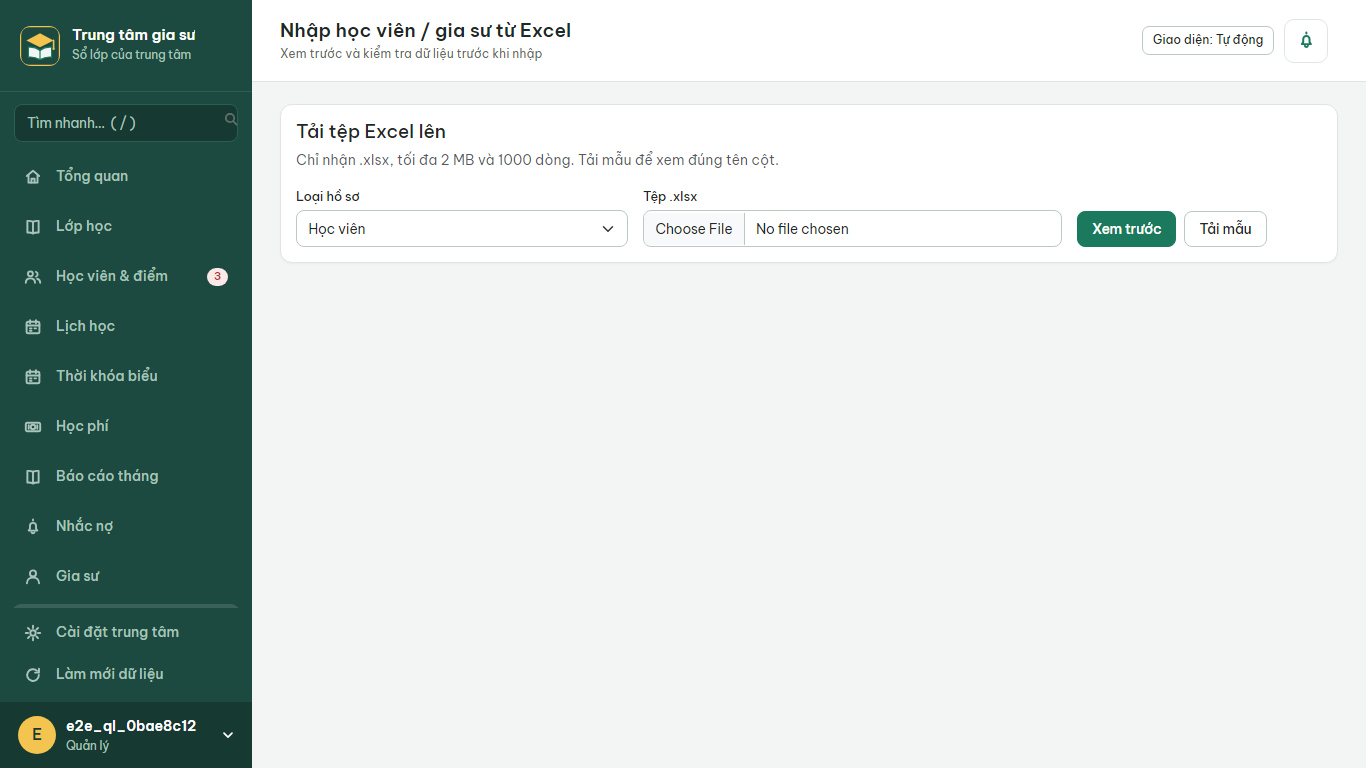 Trung tâm gia sư
Sổ lớp của trung tâm
Tìm nhanh... ( / )
Tổng quan
Lớp học
Học viên & điểm
3
Lịch học
Thời khóa biểu
Học phí
Báo cáo tháng
Nhắc nợ
Gia sư
Cài đặt trung tâm
Làm mới dữ liệu
E
e2e_ql_0bae8c12
Quản lý
Nhập học viên / gia sư từ Excel
Xem trước và kiểm tra dữ liệu trước khi nhập
Giao diện: Tự động
Tải tệp Excel lên
Chỉ nhận .xlsx, tối đa 2 MB và 1000 dòng. Tải mẫu để xem đúng tên cột.
Loại hồ sơ
Tệp .xlsx
Học viên
Choose File
No file chosen
Xem trước
Tải mẫu